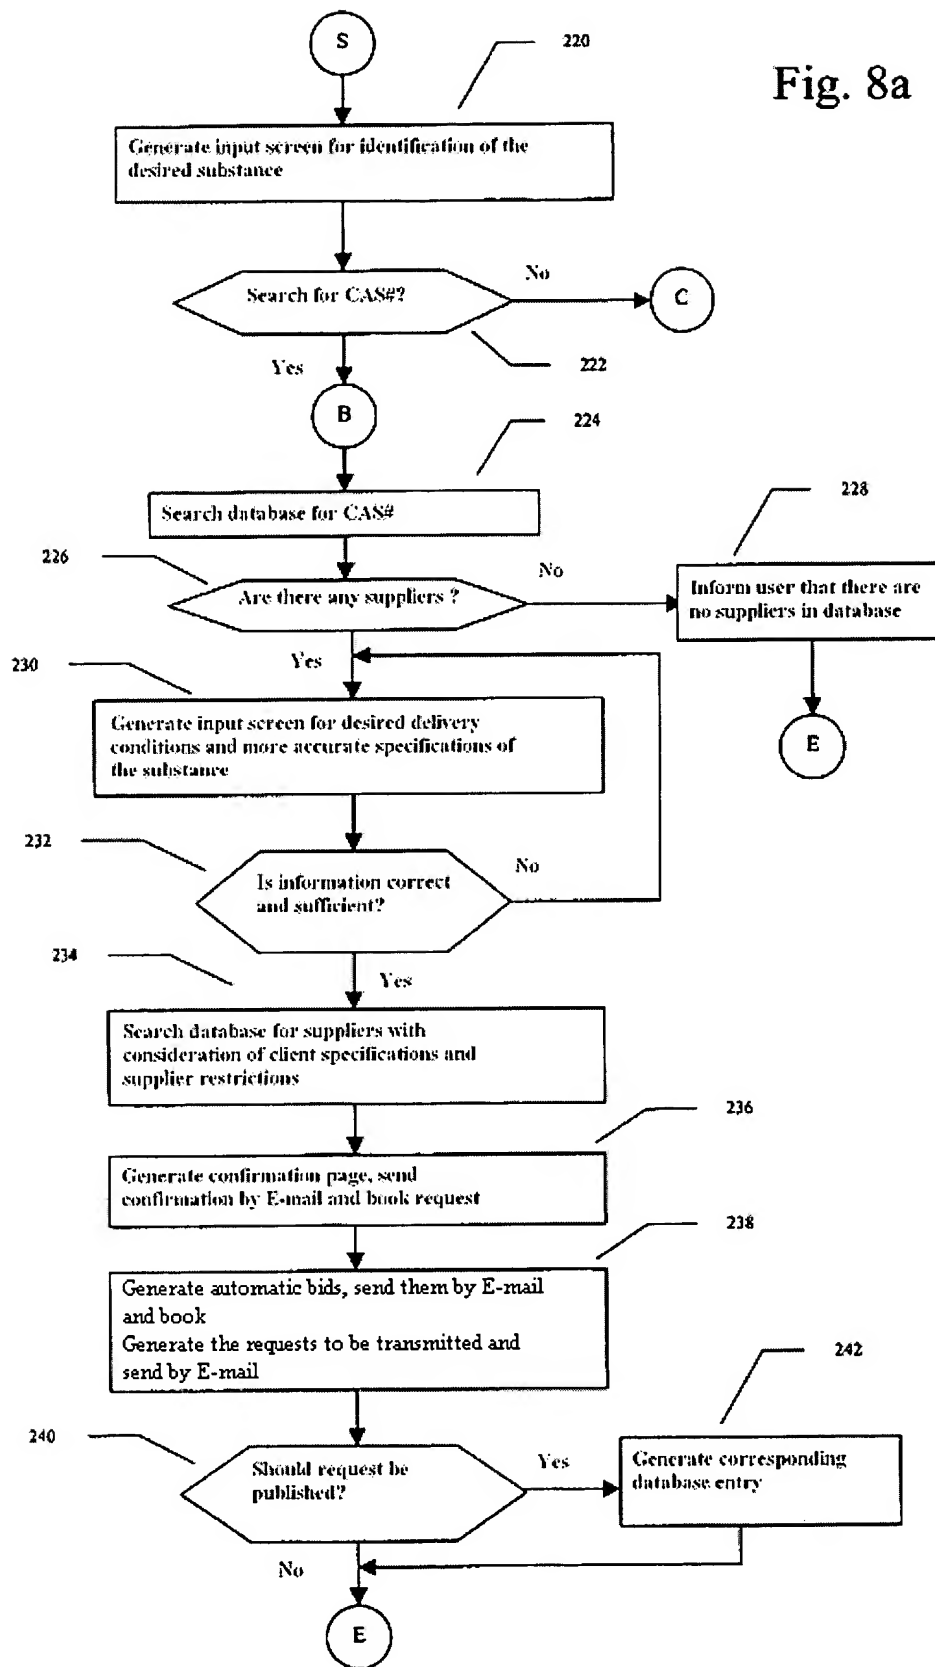 S
220
Fig. 8a
Generate input screen for identification of the
desired substance
No
Search for CAS#?
C
Yes
222
B
224
Search database for CAS#
228
226
No
Are there any suppliers ?
Inform user that there are
no suppliers in database
Yes
230
Generate input screen for desired delivery
conditions and more accurate specifications of
the substance
E
232
No
Is information correct
and sufficient?
234
Yes
Search database for suppliers with
consideration of client specifications and
supplier restrictions
236
Generate confirmation page, send
confirmation by E-mail and book request
238
Generate automatic bids, send them by E-mail
and book
Generate the requests to be transmitted and
send by E-mail
242
240
Should request be
published?
Yes
Generate corresponding
database entry
No
E